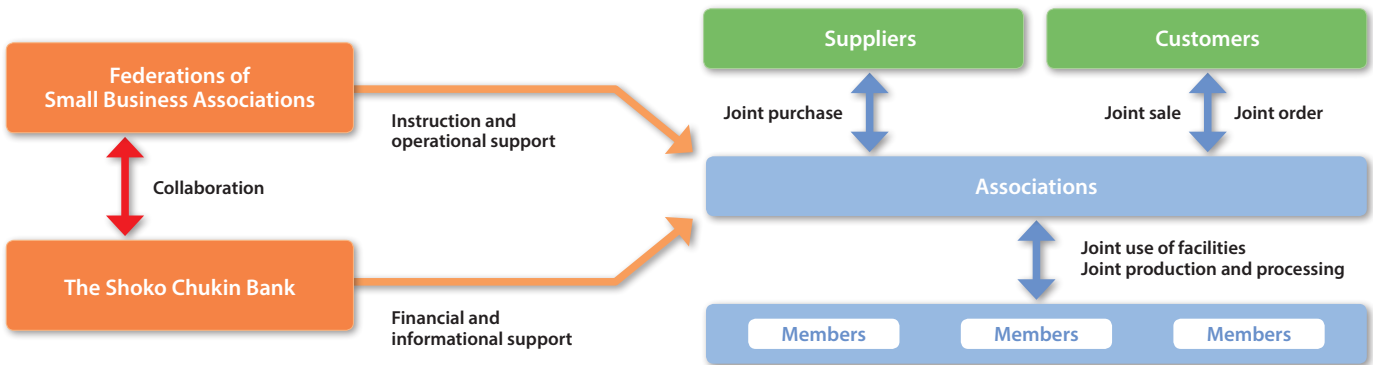 Federations of
Small Business Associations
Collaboration
The Shoko Chukin Bank
Instruction and
operational support
Financial and
informational support
Suppliers
Customers
Joint purchase
Joint sale
Joint order
Associations
Joint use of facilities
Joint production and processing
Members
Members
Members